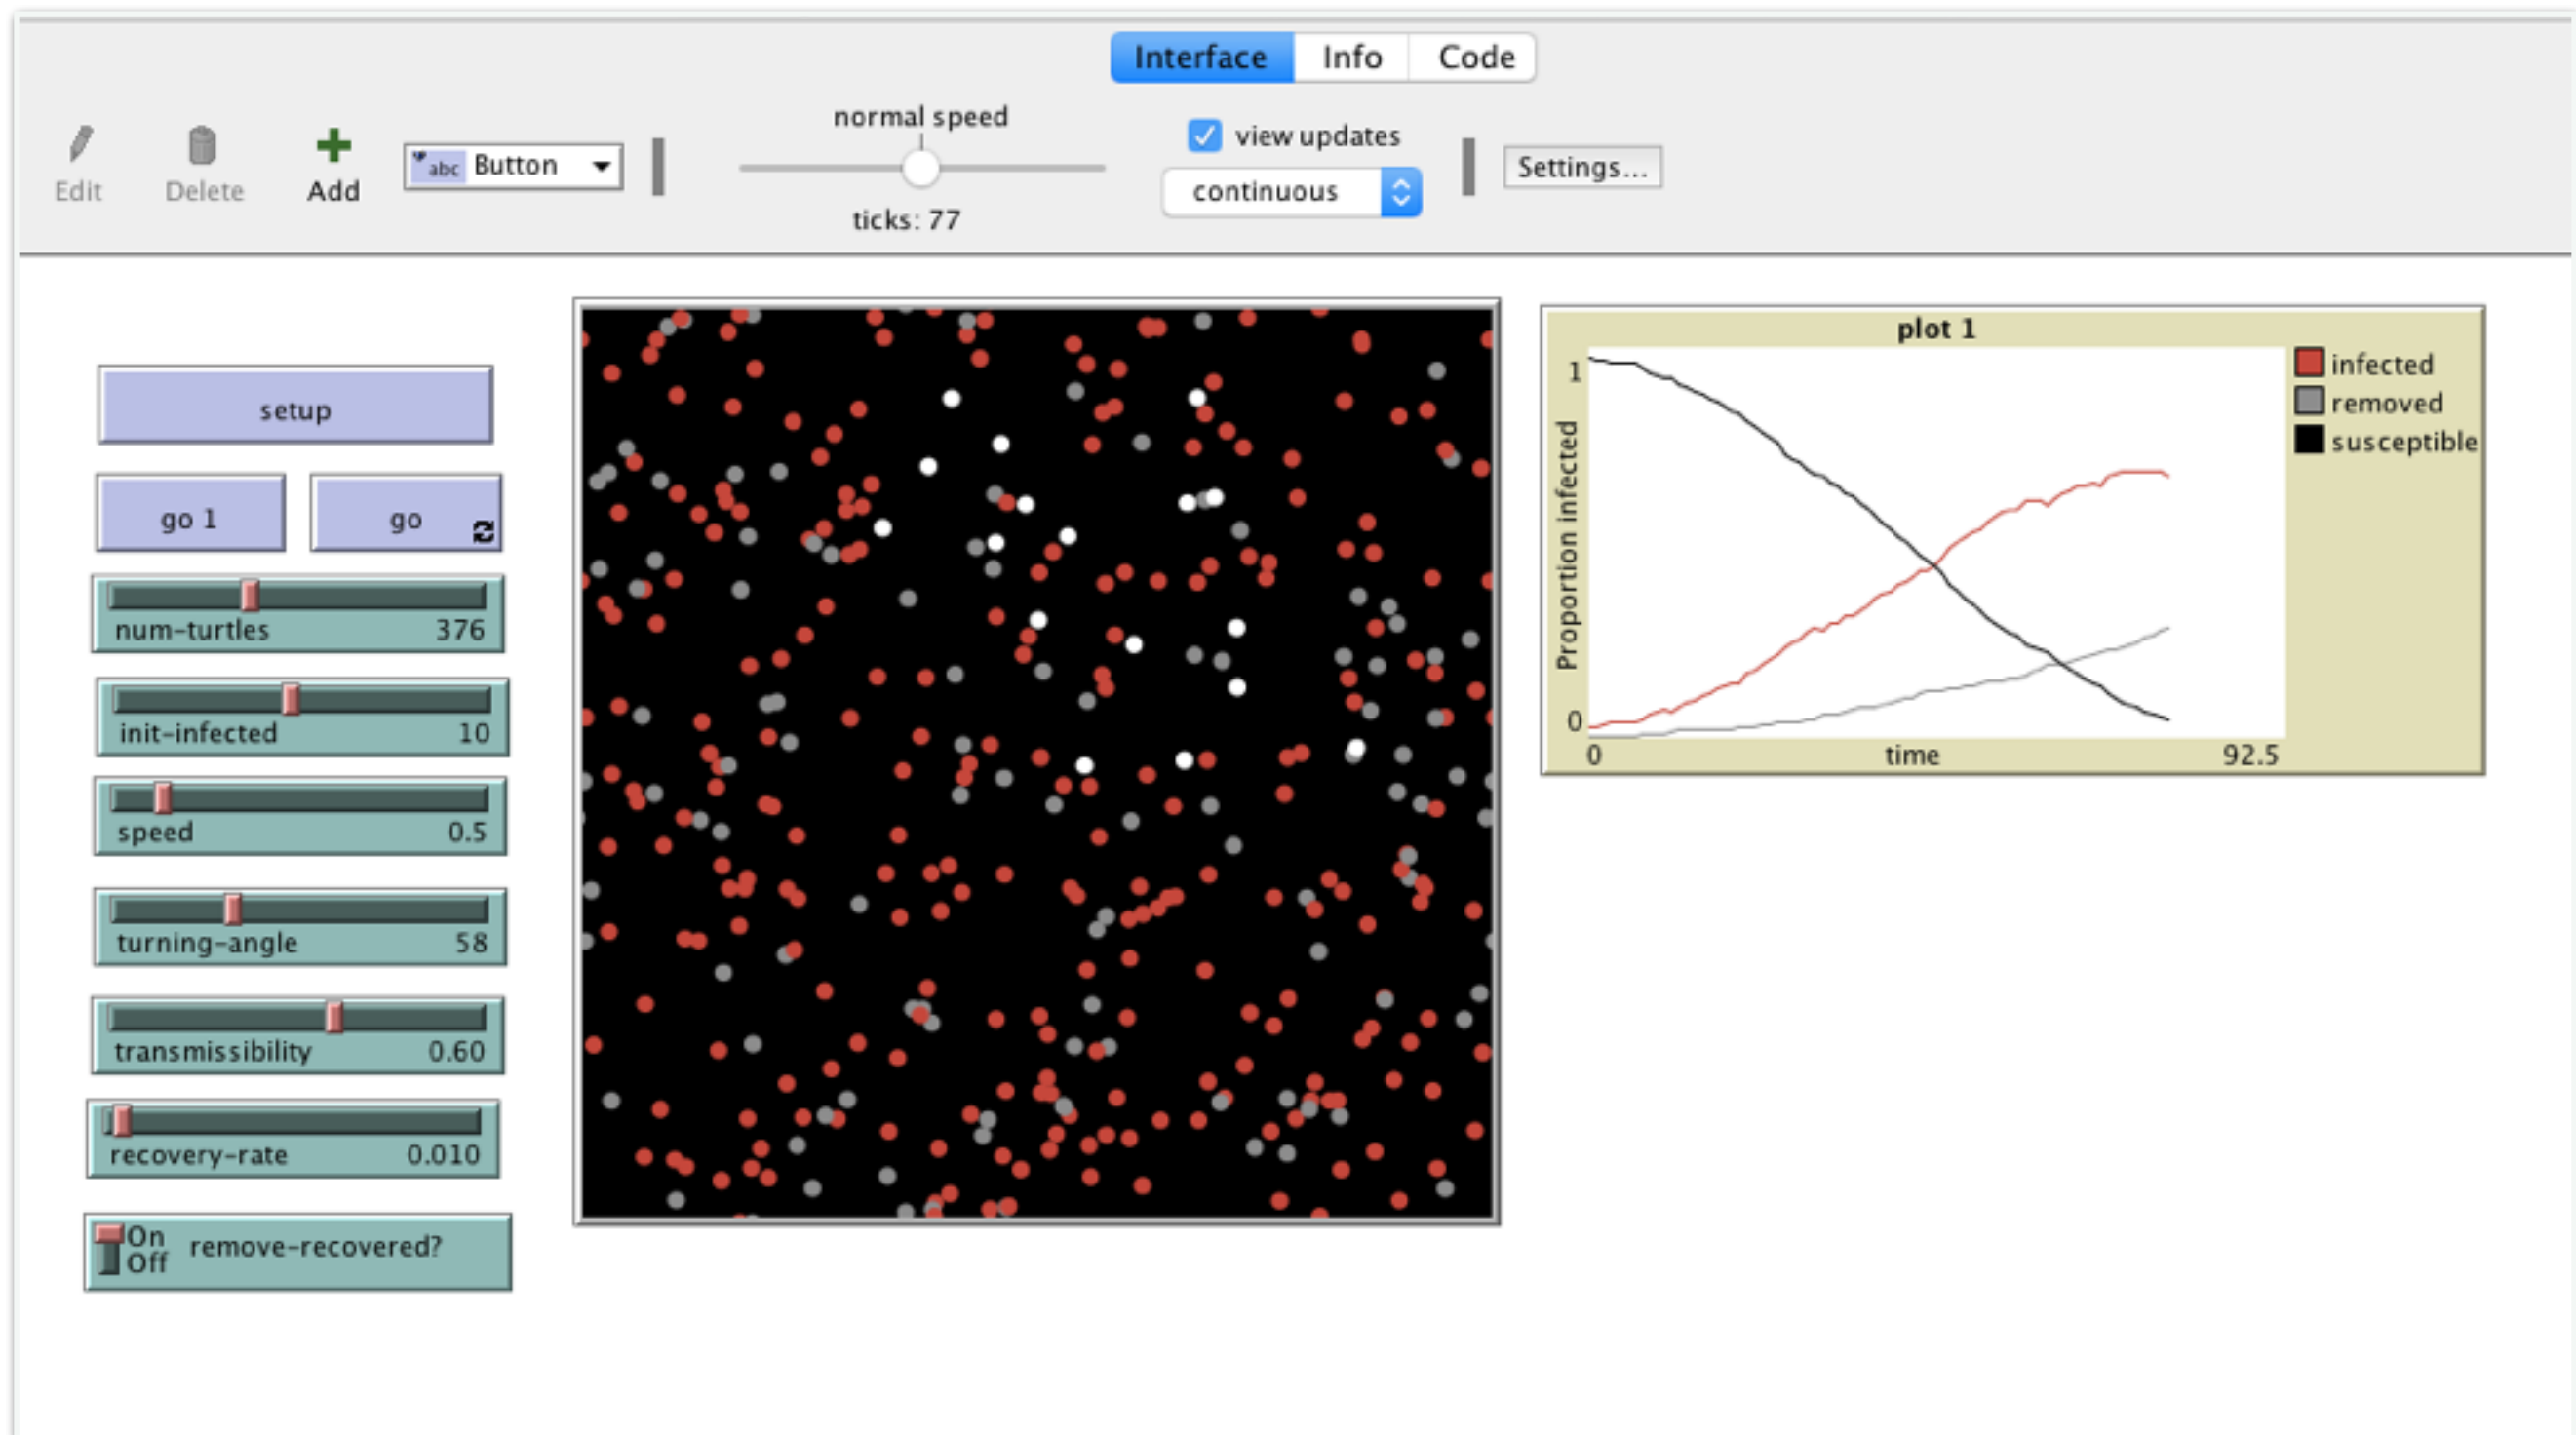 Interface Info Code
normal speed
view updates
Edit Delete Add abc Button continuous Settings...
ticks: 77
setup
go 1 go
num-turtles 376
init-infected 10
speed 0.5
turning-angle 58
transmissibility 0.60
recovery-rate 0.010
On
Off
remove-recovered?
plot 1
1
Proportion infected
0
0 time 92.5
infected
removed
susceptible